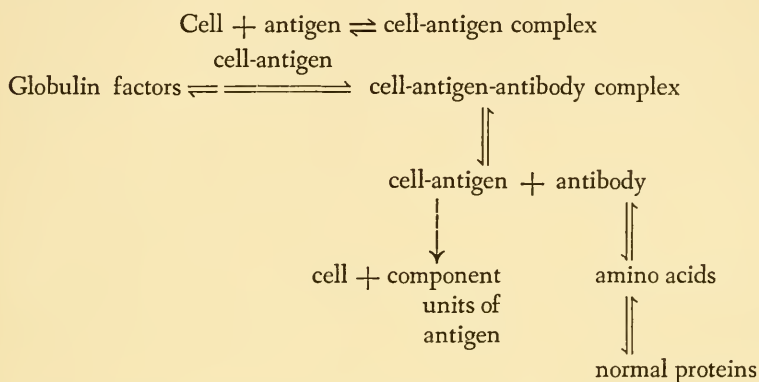 Cell + antigen ⇌ cell-antigen complex
cell-antigen
Globulin factors ⇌ cell-antigen-antibody complex
cell-antigen + antibody
cell + component amino acids
units of
antigen
normal proteins